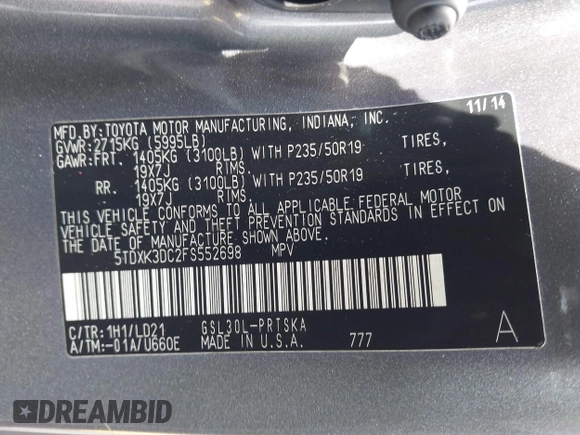 11/14
MFD.BY:TOYOTA MOTOR MANUFACTURING, INDIANA, INC.
GVWR:2715KG (5995LB)
GAWR:FRT. 1405KG (3100LB) WITH P235/50R19 TIRES,
19X7J RIMS.
RR. 1405KG (3100LB) WITH P235/50R19 TIRES,
19X7J RIMS.
THIS VEHICLE CONFORMS TO ALL APPLICABLE FEDERAL MOTOR
VEHICLE SAFETY AND THEFT PREVENTION STANDARDS IN EFFECT ON
THE DATE OF MANUFACTURE SHOWN ABOVE.
5TDXK3DC2FS552698 MPV
C/TR:1H1/LD21 GSL30L-PRTSKA
A/TM:-01A/U660E MADE IN U.S.A. 777 A
DREAMBID